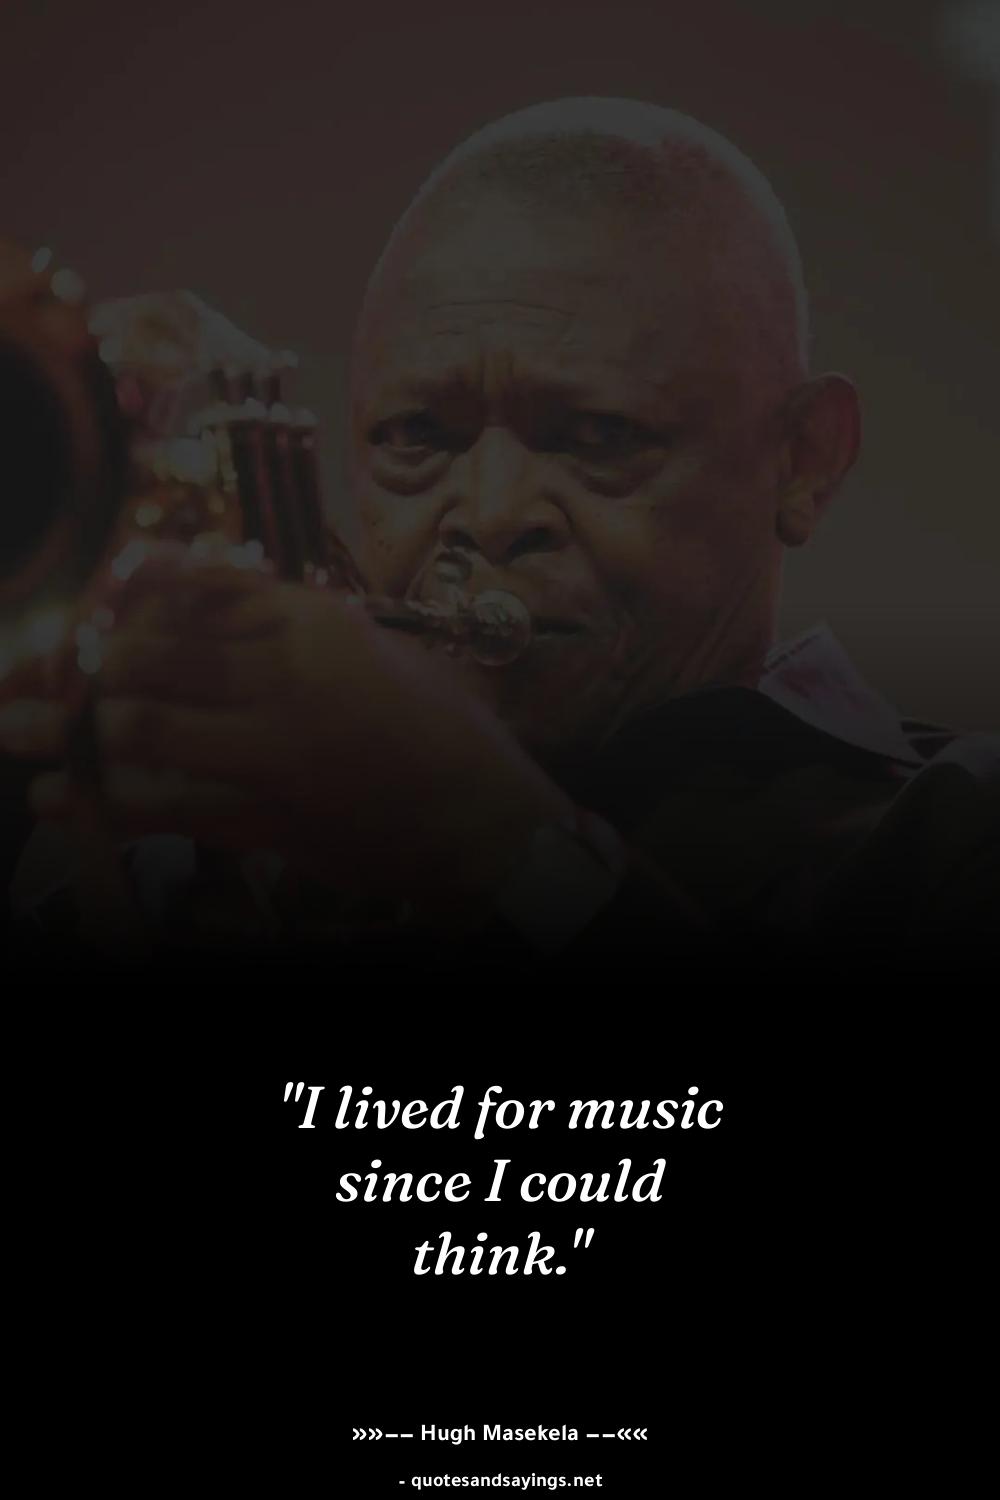 "I lived for music
since I could
think."
»»–– Hugh Masekela ––««
- quotesandsayings.net